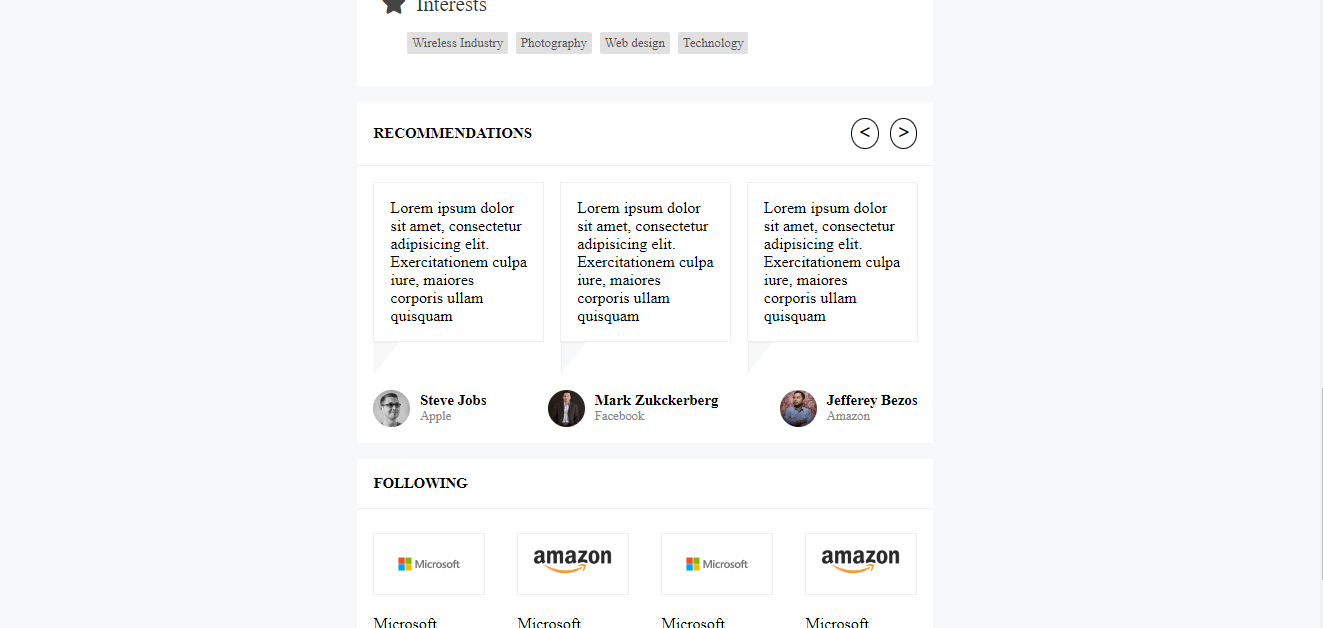 Interests
Wireless Industry Photography Web design Technology
RECOMMENDATIONS < >
Lorem ipsum dolor
sit amet, consectetur
adipisicing elit.
Exercitationem culpa
iure, maiores
corporis ullam
quisquam
Lorem ipsum dolor
sit amet, consectetur
adipisicing elit.
Exercitationem culpa
iure, maiores
corporis ullam
quisquam
Lorem ipsum dolor
sit amet, consectetur
adipisicing elit.
Exercitationem culpa
iure, maiores
corporis ullam
quisquam
Steve Jobs
Apple
Mark Zukckerberg
Facebook
Jefferey Bezos
Amazon
FOLLOWING
Microsoft amazon Microsoft amazon
Microsoft Microsoft Microsoft Microsoft